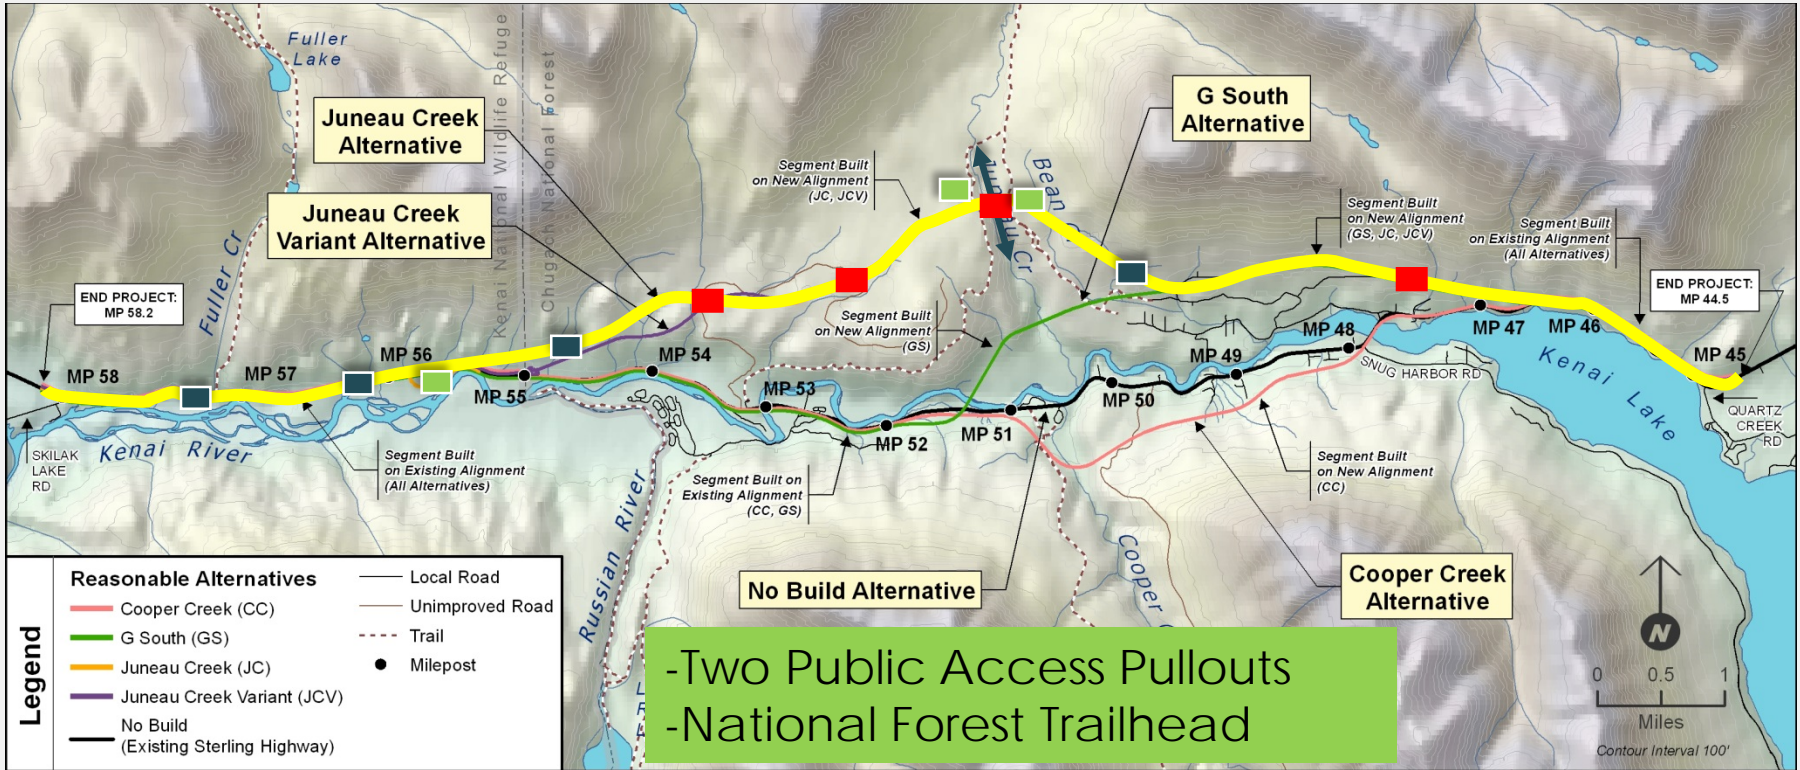 Fuller
Lake
Kenai National Wildlife Refuge
Chugach National Forest
Juneau Creek
Alternative
Juneau Creek
Variant Alternative
G South
Alternative
Segment Built
on New Alignment
(JC, JCV)
Bean
Segment Built
on New Alignment
(GS, JC, JCV)
Segment Built
on Existing Alignment
(All Alternatives)
END PROJECT:
MP 58.2
END PROJECT:
MP 44.5
Fuller Cr
Cr
Segment Built
on New Alignment
(GS)
MP 58
MP 57
MP 56
MP 55
MP 54
MP 53
MP 52
MP 51
MP 50
MP 49
MP 48
MP 47
MP 46
MP 45
SNUG HARBOR RD
Kenai Lake
QUARTZ
CREEK
RD
SKILAK
LAKE
RD
Kenai River
Segment Built
on Existing Alignment
(All Alternatives)
Segment Built on
Existing Alignment
(CC, GS)
Segment Built
on New Alignment
(CC)
Russian River
Cooper
No Build Alternative
Cooper Creek
Alternative
-Two Public Access Pullouts
-National Forest Trailhead
N
0 0.5 1
Miles
Contour Interval 100'
Legend
Reasonable Alternatives
Cooper Creek (CC)
G South (GS)
Juneau Creek (JC)
Juneau Creek Variant (JCV)
No Build
(Existing Sterling Highway)
Local Road
Unimproved Road
Trail
Milepost